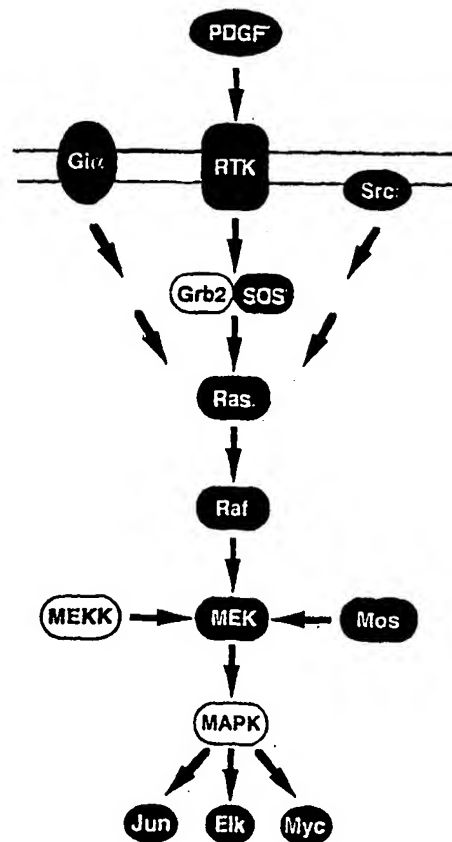 PDGF
Giα RTK Src
Grb2 SOS
Ras
Raf
MEKK MEK Mos
MAPK
Jun Elk Myc